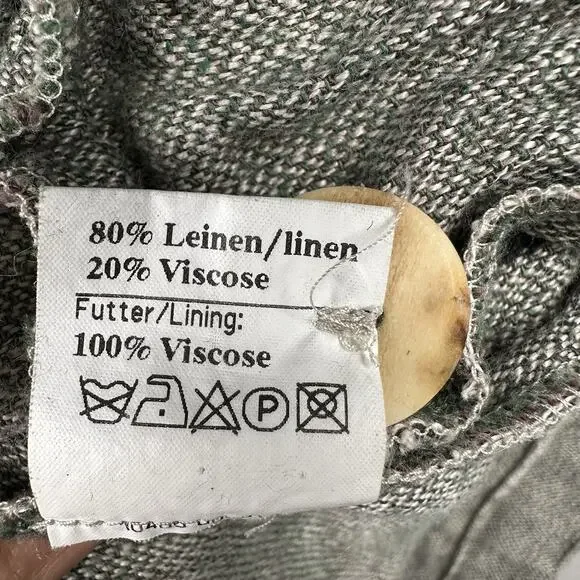 80% Leinen/linen
20% Viscose
Futter/Lining:
100% Viscose
P